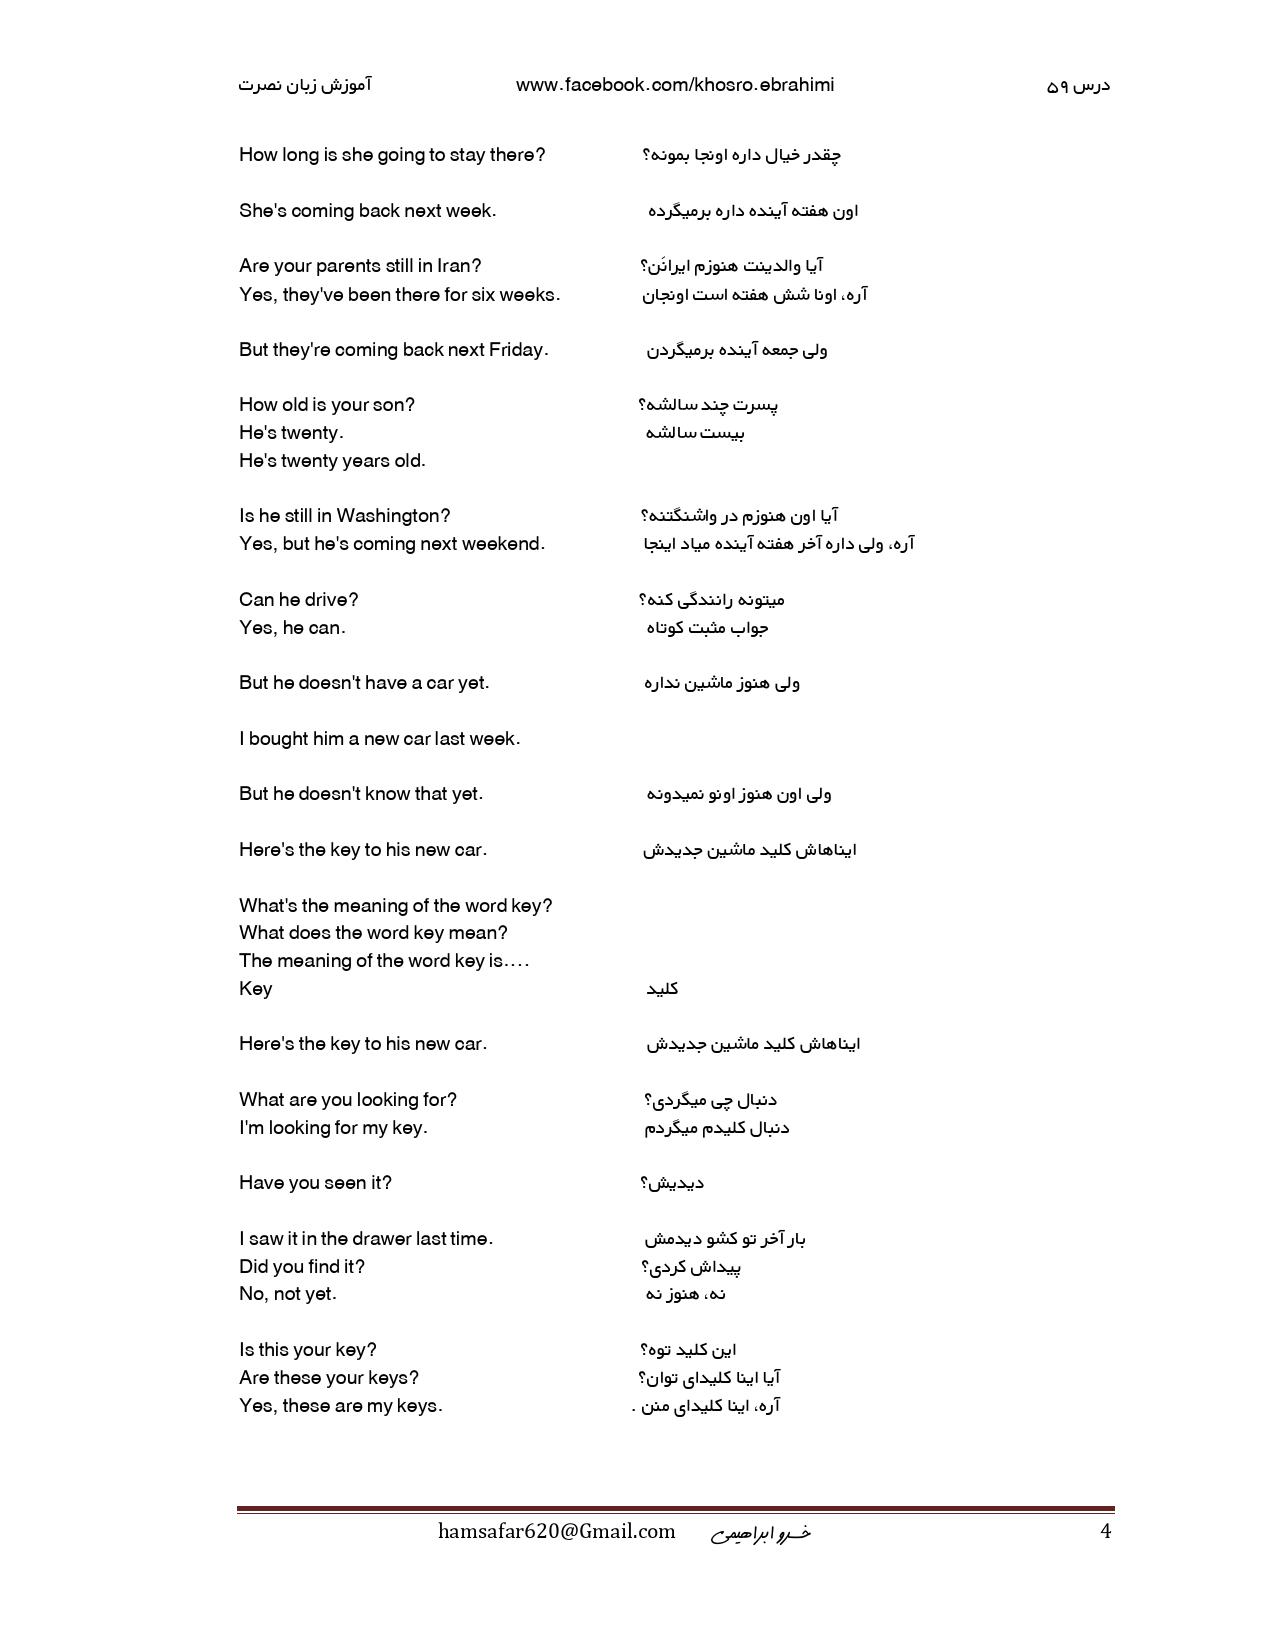 آموزش زبان نصرت www.facebook.com/khosro.ebrahimi درس ۵۹
How long is she going to stay there? چقدر خیال داره اونجا بمونه؟
She's coming back next week. اون هفته آینده داره برمیگرده
Are your parents still in Iran? آیا والدینت هنوزم ایرانَن؟
Yes, they've been there for six weeks. آره، اونا شش هفته است اونجان
But they're coming back next Friday. ولی جمعه آینده برمیگردن
How old is your son? پسرت چند سالشه؟
He's twenty. بیست سالشه
He's twenty years old.
Is he still in Washington? آیا اون هنوزم در واشنگتنه؟
Yes, but he's coming next weekend. آره، ولی داره آخر هفته آینده میاد اینجا
Can he drive? میتونه رانندگی کنه؟
Yes, he can. جواب مثبت کوتاه
But he doesn't have a car yet. ولی هنوز ماشین نداره
I bought him a new car last week.
But he doesn't know that yet. ولی اون هنوز اونو نمیدونه
Here's the key to his new car. ایناهاش کلید ماشین جدیدش
What's the meaning of the word key?
What does the word key mean?
The meaning of the word key is....
Key کلید
Here's the key to his new car. ایناهاش کلید ماشین جدیدش
What are you looking for? دنبال چی میگردی؟
I'm looking for my key. دنبال کلیدم میگردم
Have you seen it? دیدیش؟
I saw it in the drawer last time. بار آخر تو کشو دیدمش
Did you find it? پیداش کردی؟
No, not yet. نه، هنوز نه
Is this your key? این کلید توه؟
Are these your keys? آیا اینا کلیدای توان؟
Yes, these are my keys. آره، اینا کلیدای منن .
hamsafar620@Gmail.com خسرو ابراهیمی 4